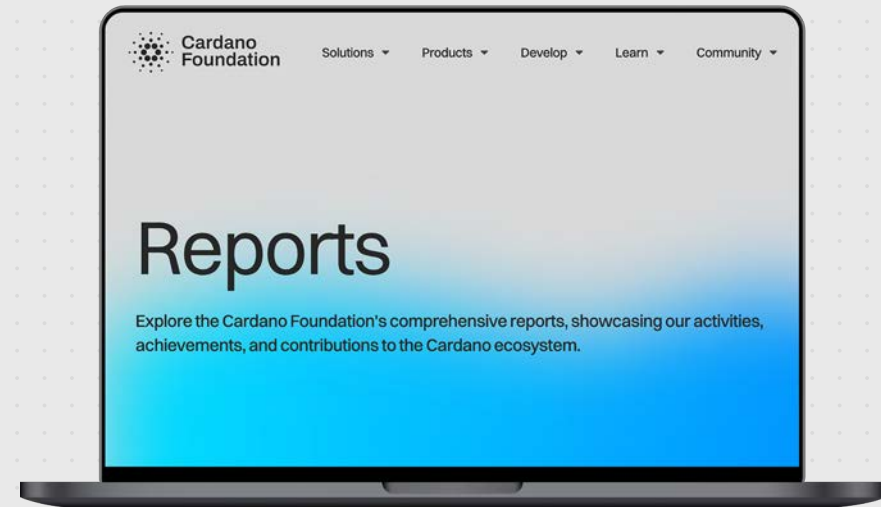 Cardano
Foundation
Solutions
Products
Develop
Learn
Community
Reports
Explore the Cardano Foundation's comprehensive reports, showcasing our activities,
achievements, and contributions to the Cardano ecosystem.